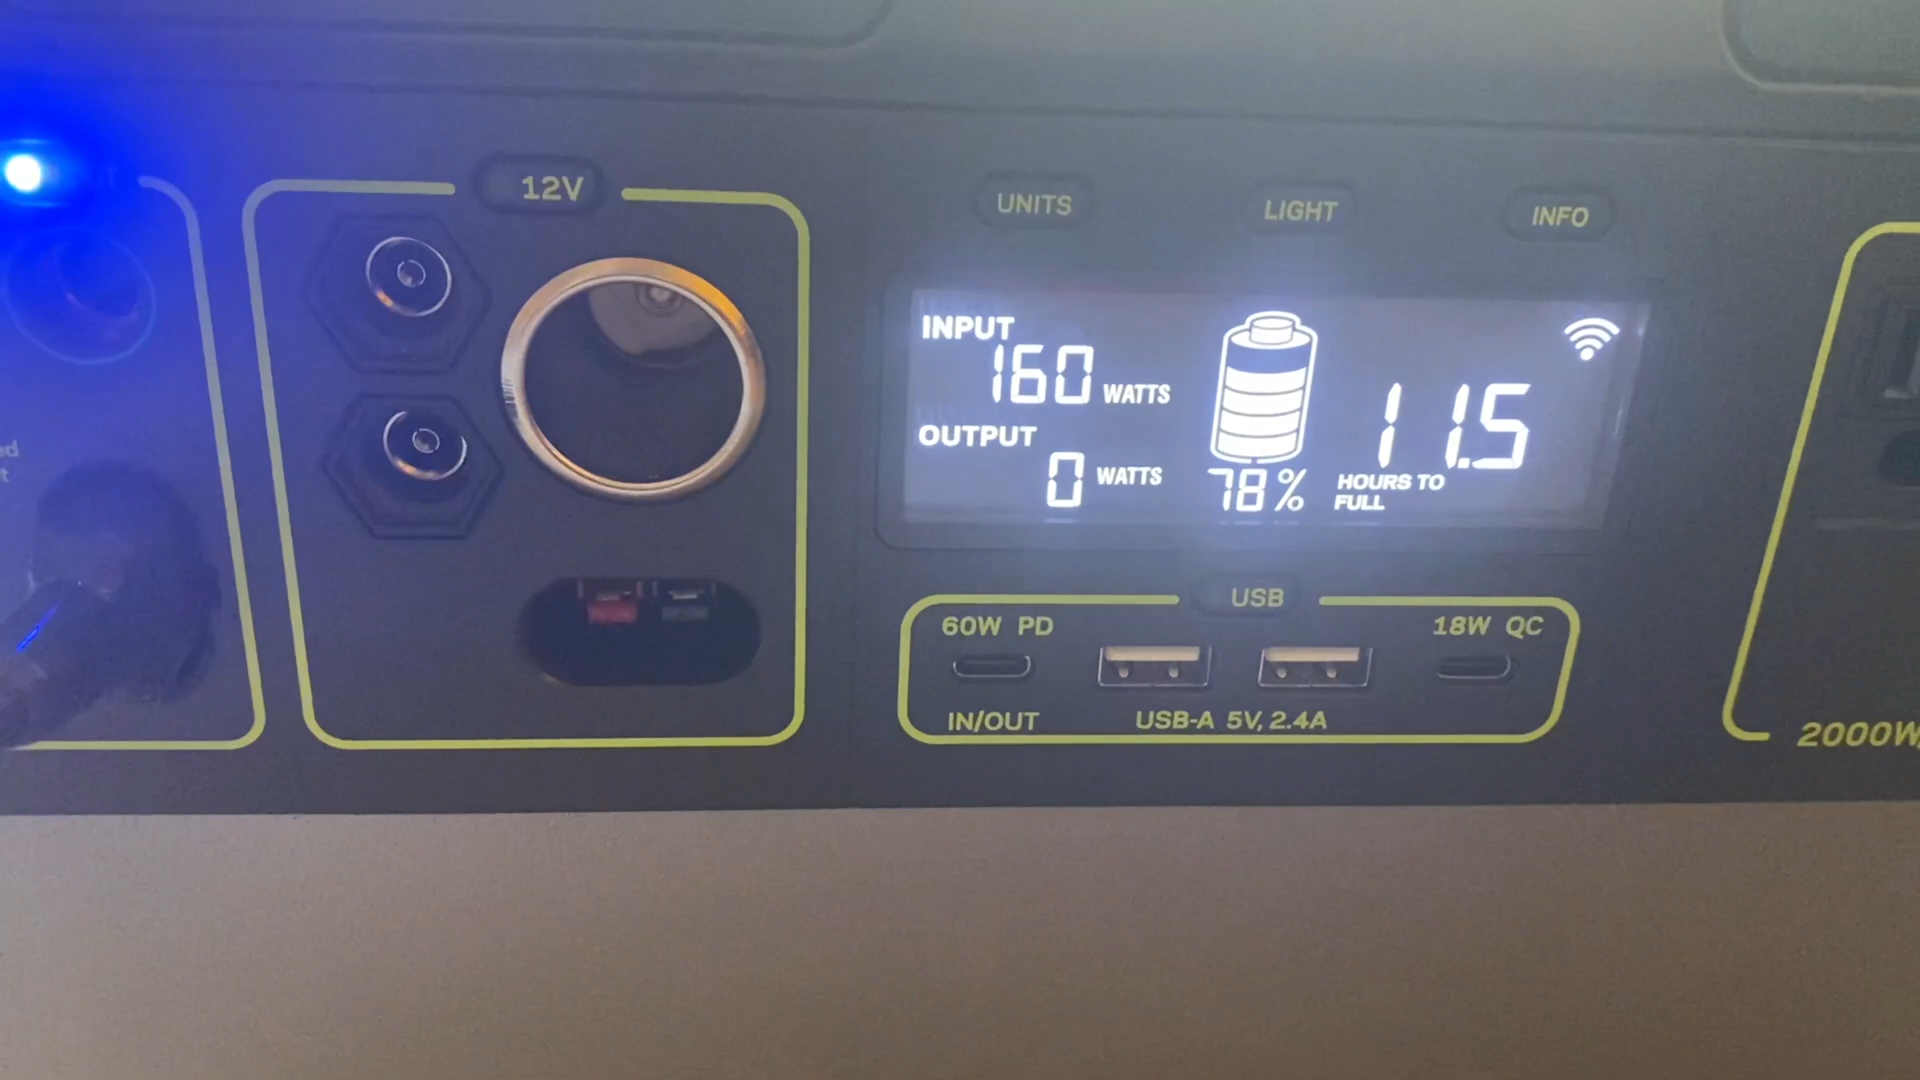 12V
UNITS
LIGHT
INFO
INPUT
160 WATTS
OUTPUT
0 WATTS
78%
11.5
HOURS TO
FULL
USB
60W PD
18W QC
IN/OUT
USB-A 5V, 2.4A
2000W